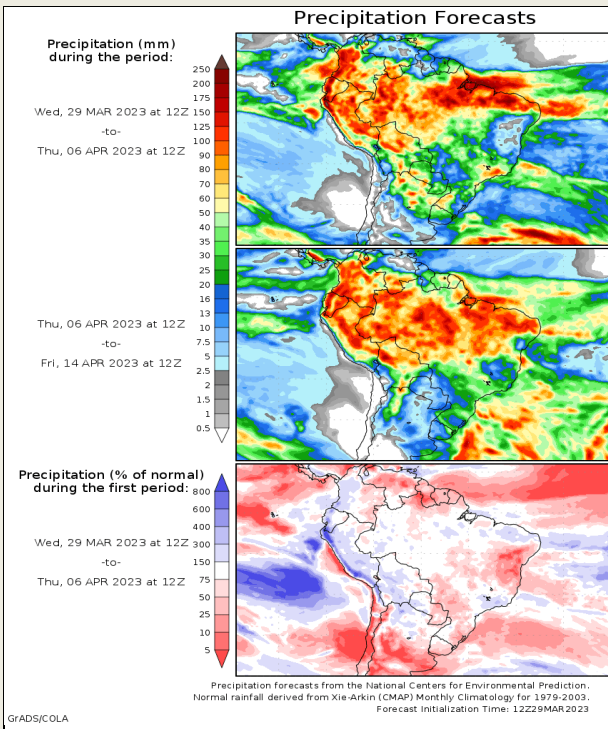 Precipitation Forecasts
Precipitation (mm)
during the period:
Wed, 29 MAR 2023 at 12Z
-to-
Thu, 06 APR 2023 at 12Z
250
200
175
150
125
100
90
80
70
60
50
40
35
30
25
20
16
13
10
7.5
5
2.5
2
1.5
1
0.5
Thu, 06 APR 2023 at 12Z
-to-
Fri, 14 APR 2023 at 12Z
Precipitation (% of normal)
during the first period:
Wed, 29 MAR 2023 at 12Z
-to-
Thu, 06 APR 2023 at 12Z
800
600
400
300
150
75
50
25
10
5
Precipitation forecasts from the National Centers for Environmental Prediction.
Normal rainfall derived from Xie-Arkin (CMAP) Monthly Climatology for 1979-2003.
Forecast Initialization Time: 12Z29MAR2023
GrADS/COLA